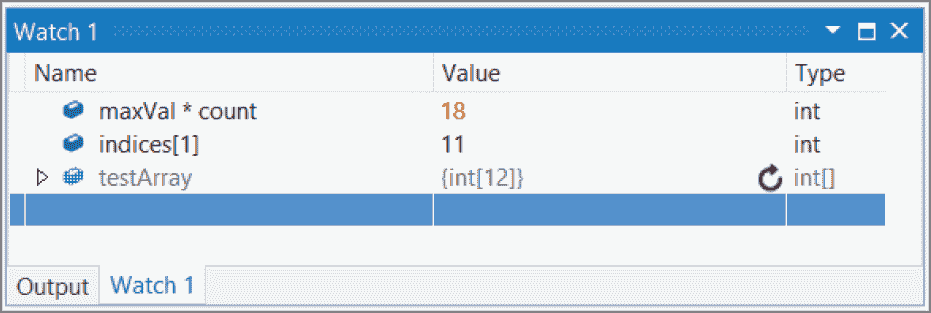 Watch 1
Name Value Type
maxVal * count 18 int
indices[1] 11 int
testArray {int[12]} int[]
Output Watch 1